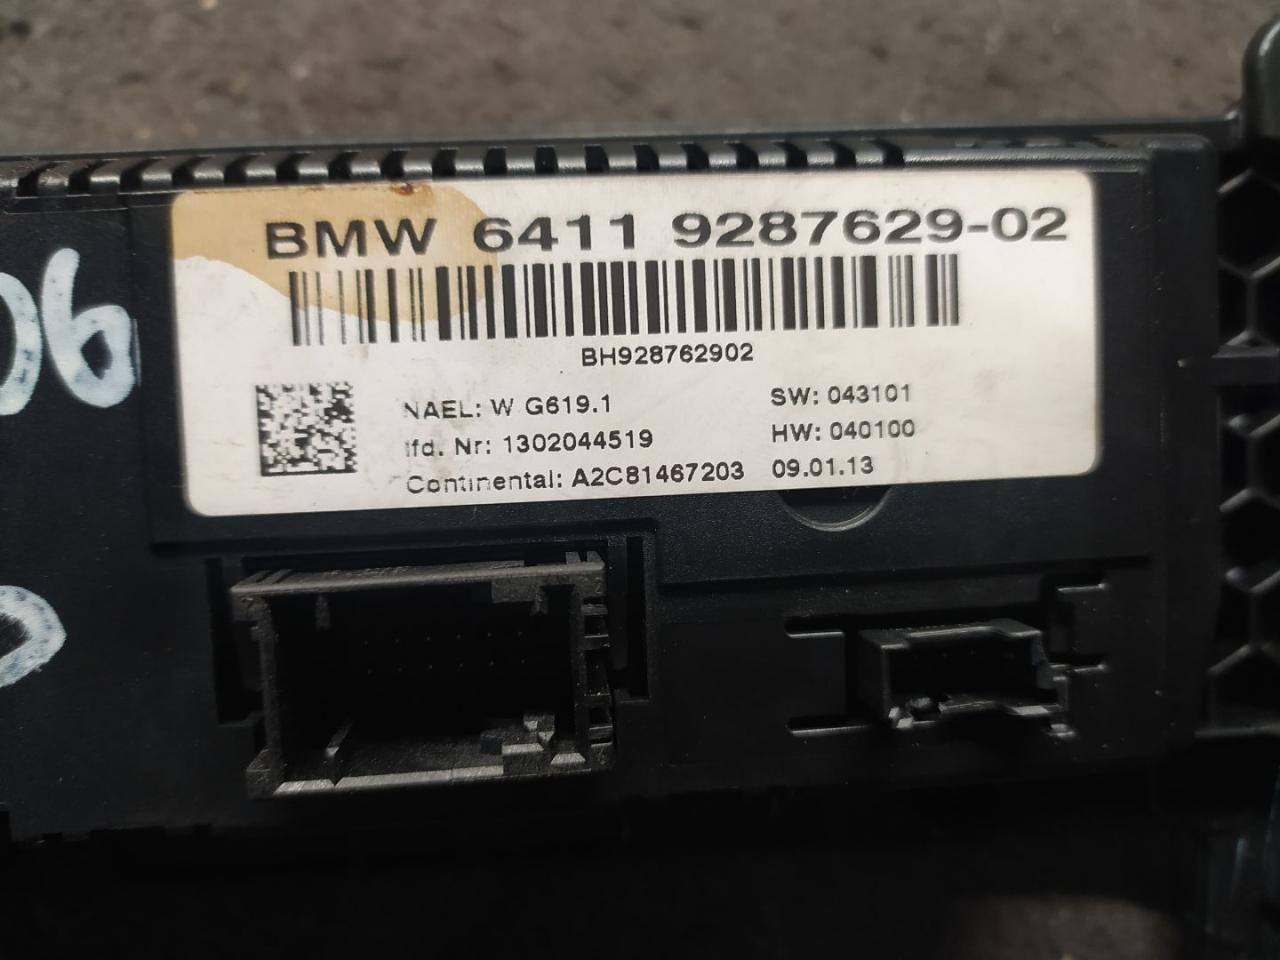 BMW 6411 9287629-02
BH928762902
NAEL: W G619.1
SW: 043101
lfd. Nr: 1302044519
HW: 040100
Continental: A2C81467203
09.01.13
06